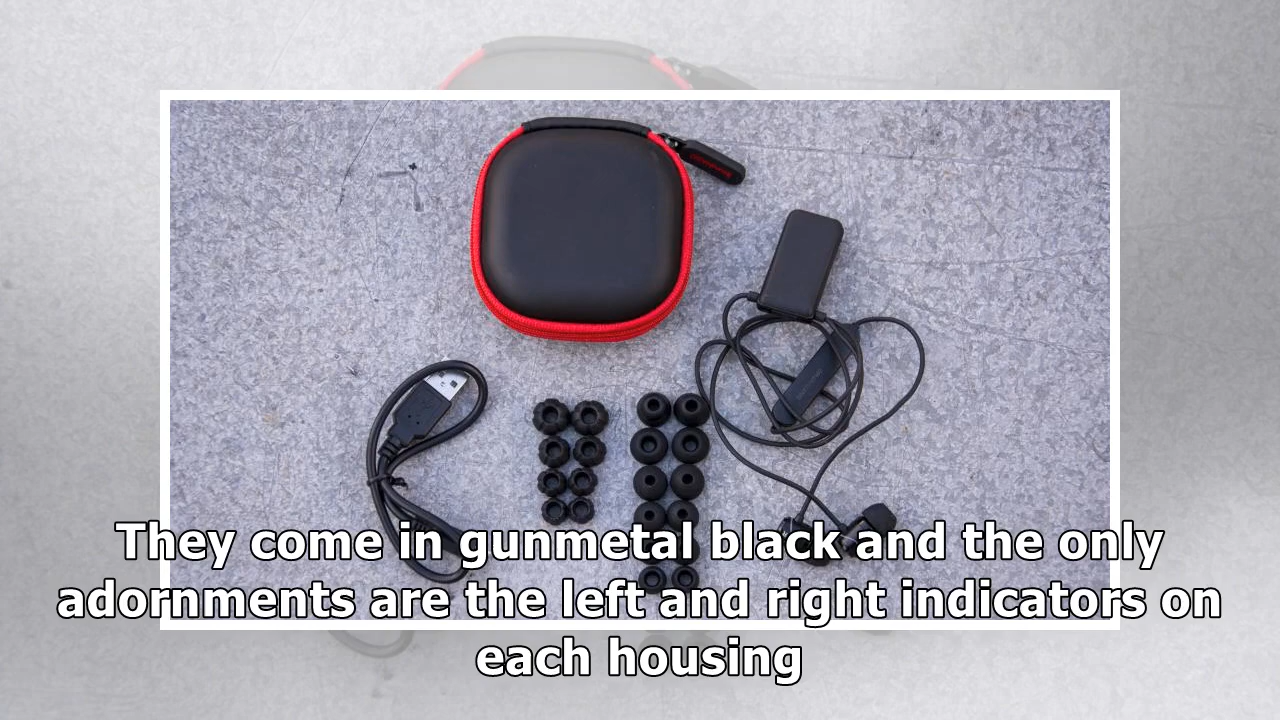 They come in gunmetal black and the only
adornments are the left and right indicators on
each housing